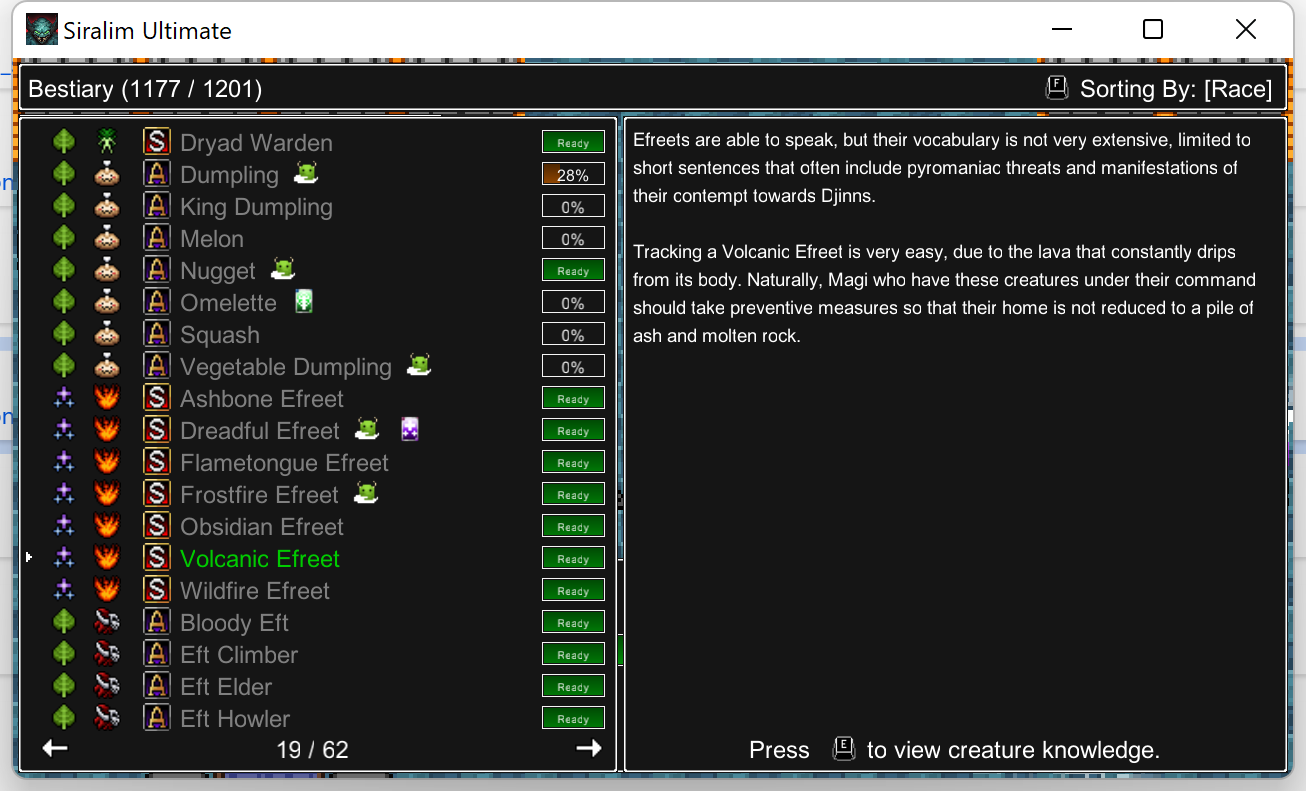 Siralim Ultimate
Bestiary (1177 / 1201)
F Sorting By: [Race]
S Dryad Warden Ready
A Dumpling 28%
A King Dumpling 0%
A Melon 0%
A Nugget Ready
A Omelette 0%
A Squash 0%
A Vegetable Dumpling 0%
S Ashbone Efreet Ready
S Dreadful Efreet Ready
S Flametongue Efreet Ready
S Frostfire Efreet Ready
S Obsidian Efreet Ready
S Volcanic Efreet Ready
S Wildfire Efreet Ready
A Bloody Eft Ready
A Eft Climber Ready
A Eft Elder Ready
A Eft Howler Ready
19 / 62
Efreets are able to speak, but their vocabulary is not very extensive, limited to
short sentences that often include pyromaniac threats and manifestations of
their contempt towards Djinns.
Tracking a Volcanic Efreet is very easy, due to the lava that constantly drips
from its body. Naturally, Magi who have these creatures under their command
should take preventive measures so that their home is not reduced to a pile of
ash and molten rock.
Press E to view creature knowledge.